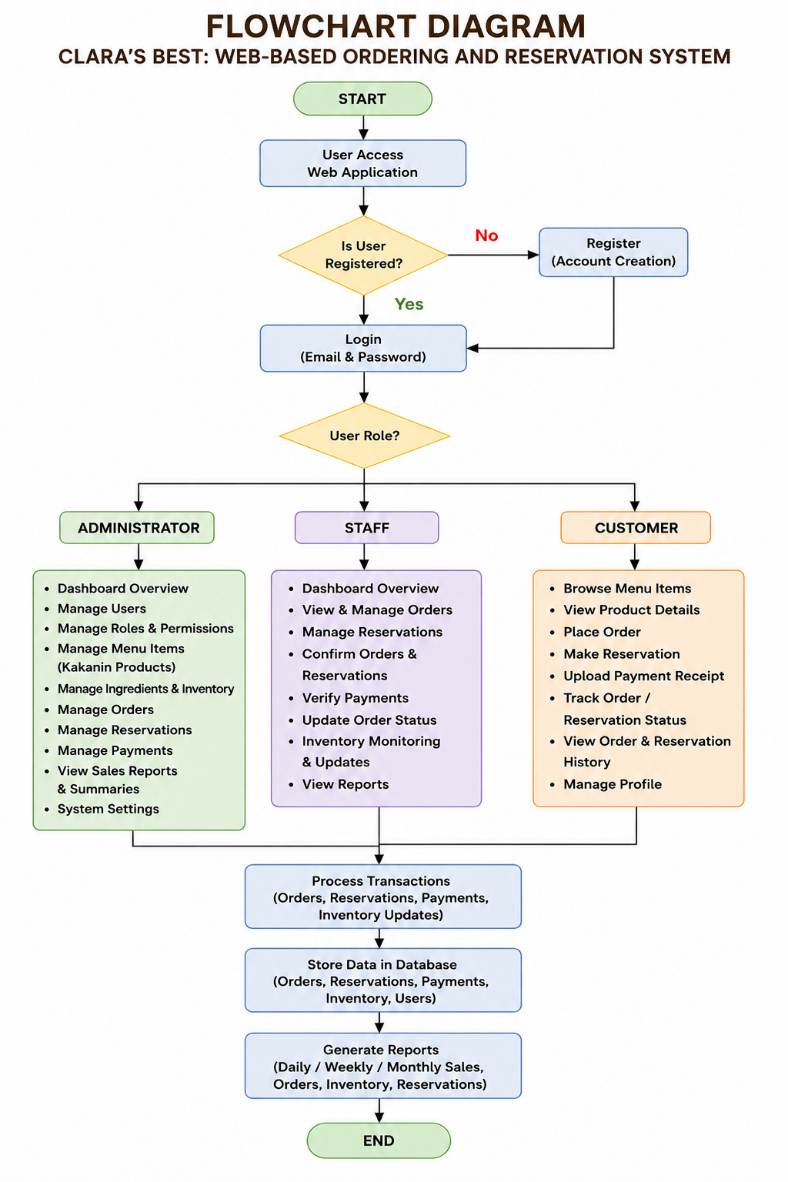 FLOWCHART DIAGRAM
CLARA'S BEST: WEB-BASED ORDERING AND RESERVATION SYSTEM
START
User Access
Web Application
Is User
Registered?
No
Register
(Account Creation)
Yes
Login
(Email & Password)
User Role?
ADMINISTRATOR
• Dashboard Overview
• Manage Users
• Manage Roles & Permissions
• Manage Menu Items
(Kakanin Products)
• Manage Ingredients & Inventory
• Manage Orders
• Manage Reservations
• Manage Payments
• View Sales Reports
& Summaries
• System Settings
STAFF
• Dashboard Overview
• View & Manage Orders
• Manage Reservations
• Confirm Orders &
Reservations
• Verify Payments
• Update Order Status
• Inventory Monitoring
& Updates
• View Reports
CUSTOMER
• Browse Menu Items
• View Product Details
• Place Order
• Make Reservation
• Upload Payment Receipt
• Track Order /
Reservation Status
• View Order & Reservation
History
• Manage Profile
Process Transactions
(Orders, Reservations, Payments,
Inventory Updates)
Store Data in Database
(Orders, Reservations, Payments,
Inventory, Users)
Generate Reports
(Daily / Weekly / Monthly Sales,
Orders, Inventory, Reservations)
END